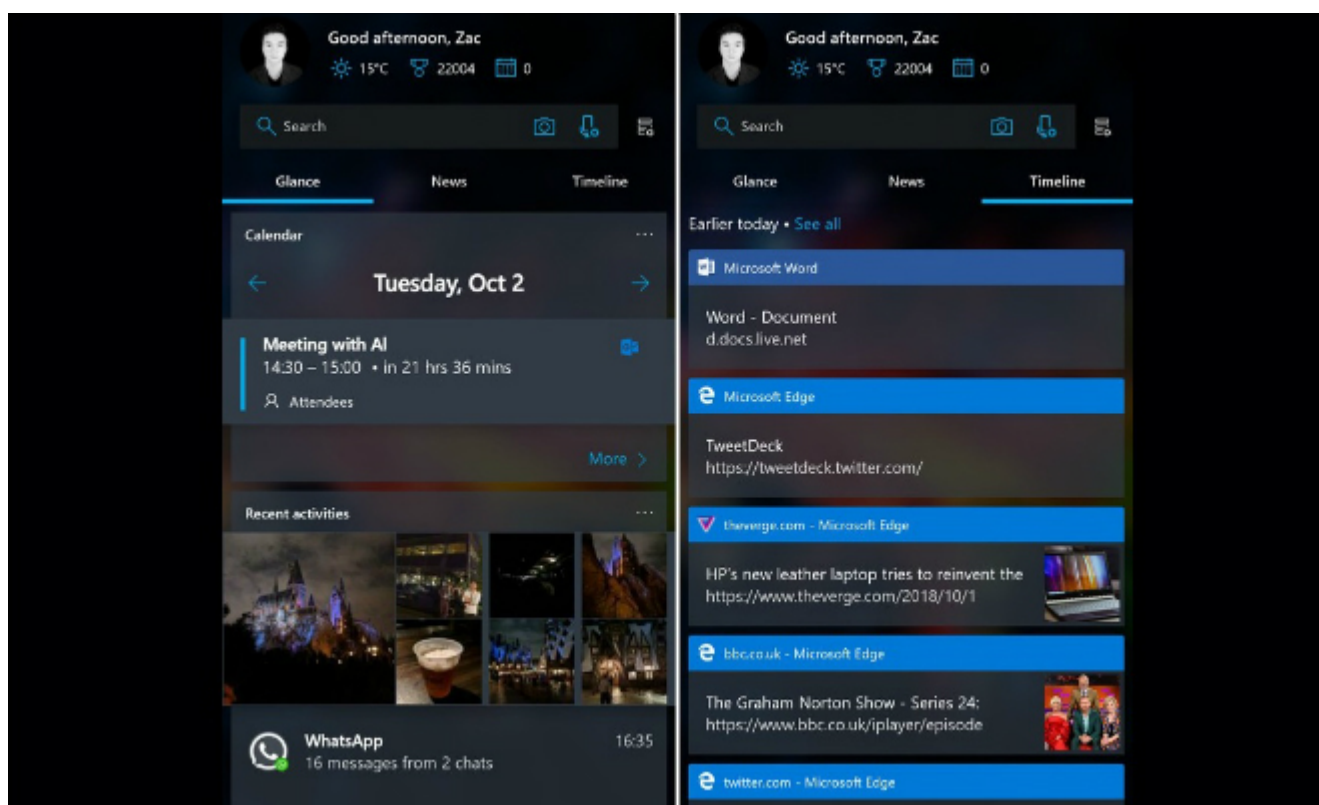 Good afternoon, Zac
15°C 22004 0
Search
Glance News Timeline
Calendar
Tuesday, Oct 2
Meeting with Al
14:30 – 15:00 • in 21 hrs 36 mins
Attendees
More
Recent activities
WhatsApp 16:35
16 messages from 2 chats
Good afternoon, Zac
15°C 22004 0
Search
Glance News Timeline
Earlier today • See all
Microsoft Word
Word - Document
d.docs.live.net
Microsoft Edge
TweetDeck
https://tweetdeck.twitter.com/
theverge.com - Microsoft Edge
HP's new leather laptop tries to reinvent the
https://www.theverge.com/2018/10/1
bbc.co.uk - Microsoft Edge
The Graham Norton Show - Series 24:
https://www.bbc.co.uk/iplayer/episode
twitter.com - Microsoft Edge